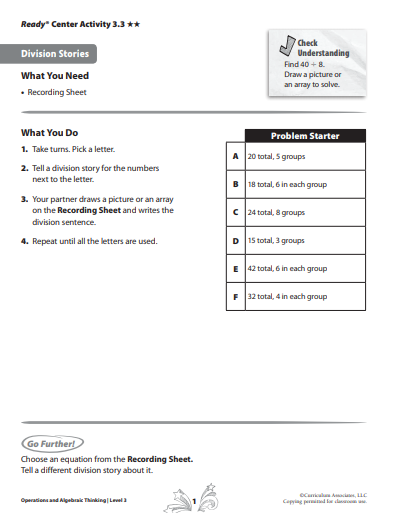 Ready® Center Activity 3.3 ★★
Division Stories
Check
Understanding
Find 40 ÷ 8.
Draw a picture or
an array to solve.
What You Need
• Recording Sheet
What You Do
1. Take turns. Pick a letter.
2. Tell a division story for the numbers
next to the letter.
3. Your partner draws a picture or an array
on the Recording Sheet and writes the
division sentence.
4. Repeat until all the letters are used.
Problem Starter
A 20 total, 5 groups
B 18 total, 6 in each group
C 24 total, 8 groups
D 15 total, 3 groups
E 42 total, 6 in each group
F 32 total, 4 in each group
Go Further!
Choose an equation from the Recording Sheet.
Tell a different division story about it.
Operations and Algebraic Thinking | Level 3
1
©Curriculum Associates, LLC
Copying permitted for classroom use.